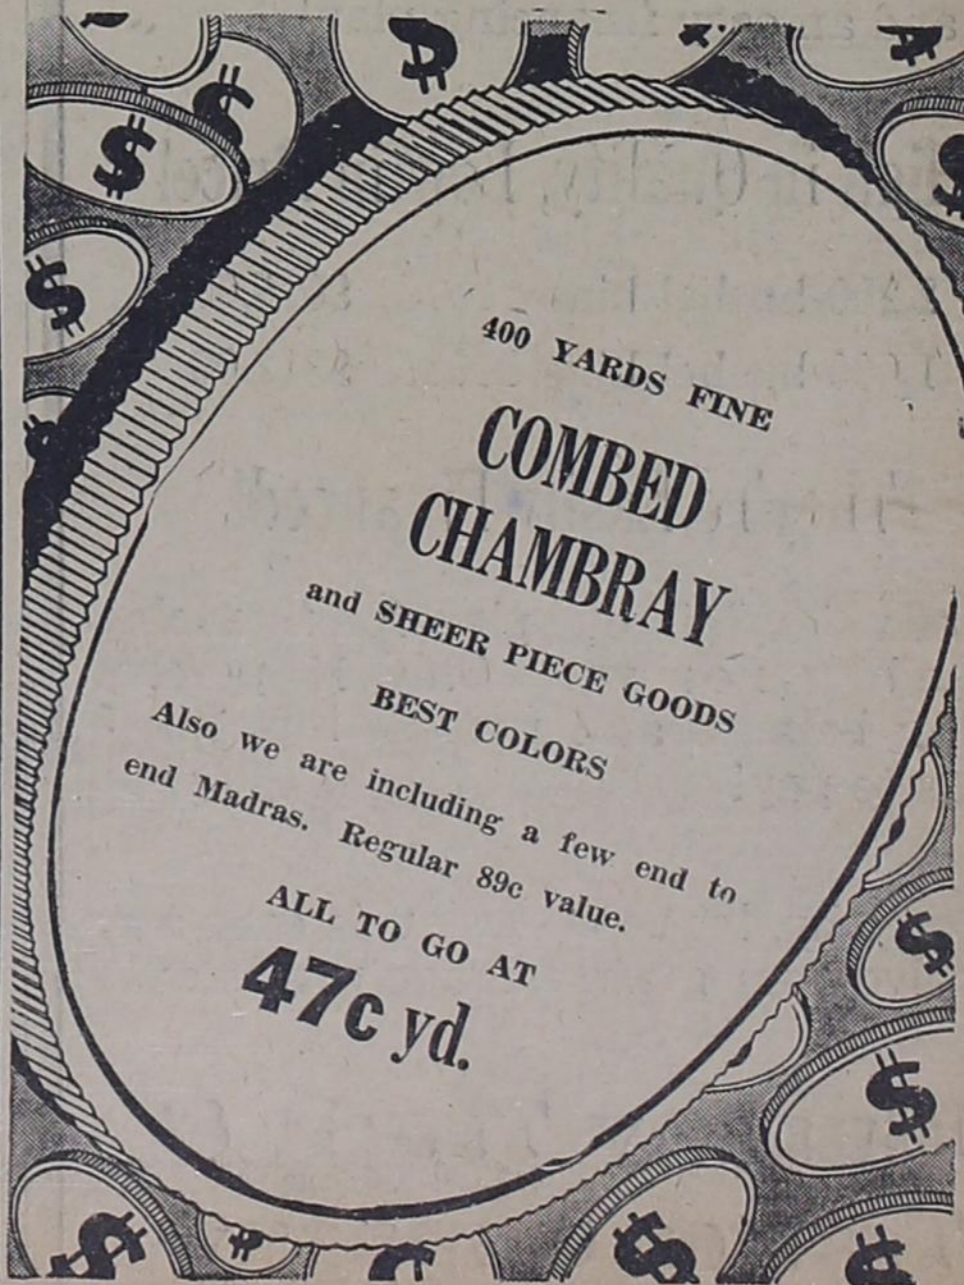 400 YARDS FINE
COMBED
CHAMBRAY
and SHEER PIECE GOODS
BEST COLORS
Also we are including a few end to
end Madras. Regular 89c value.
ALL TO GO AT
47c yd.